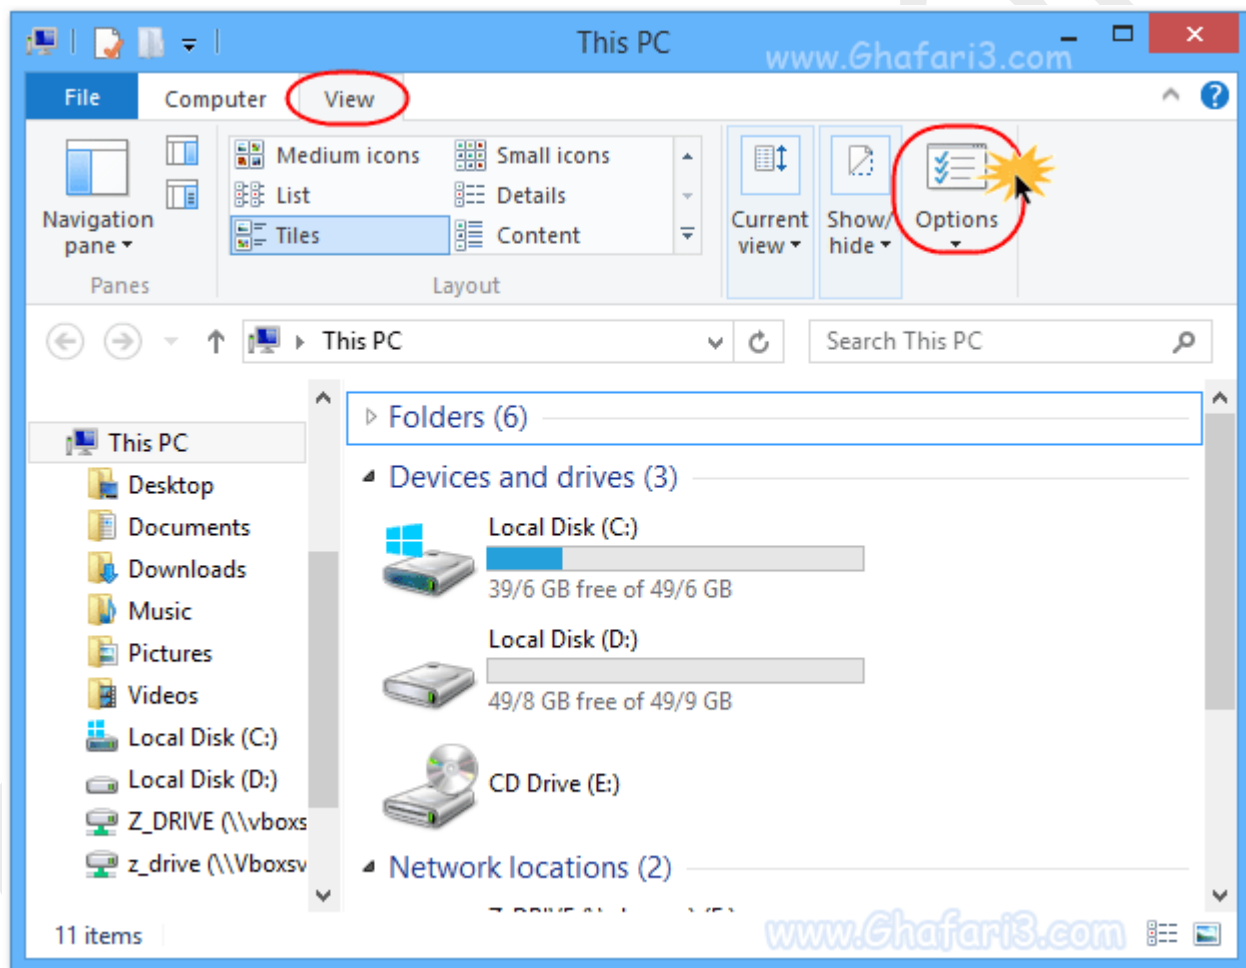 This PC
www.Ghafari3.com
File
Computer
View
Navigation
pane
Medium icons
Small icons
List
Details
Tiles
Content
Current
view
Show/
hide
Options
Panes
Layout
This PC
Search This PC
This PC
Desktop
Documents
Downloads
Music
Pictures
Videos
Local Disk (C:)
Local Disk (D:)
Z_DRIVE (\\vboxs
z_drive (\\Vboxsv
Folders (6)
Devices and drives (3)
Local Disk (C:)
39/6 GB free of 49/6 GB
Local Disk (D:)
49/8 GB free of 49/9 GB
CD Drive (E:)
Network locations (2)
11 items
www.Ghafari3.com